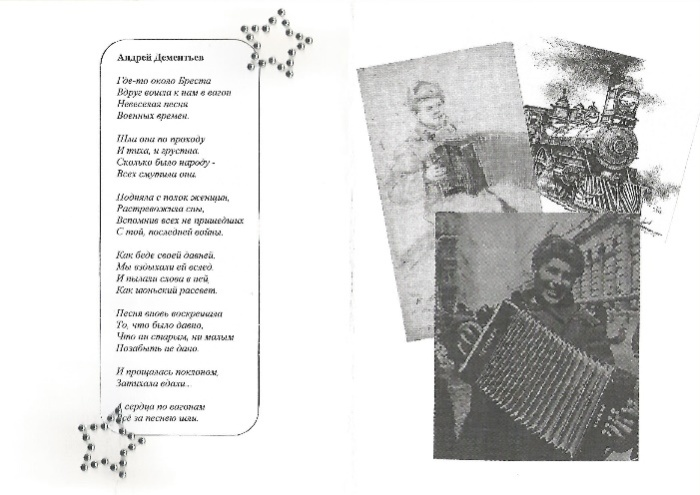 Андрей Дементьев
Где-то около Бреста
Вдруг вошла к нам в вагон
Невеселая песня
Военных времен.
Шла она по проходу
И тиха, и грустна.
Сколько было народу -
Всех смутила она.
Подняла с полок женщин,
Растревожила сны,
Вспомнив всех не пришедших
С той, последней войны.
Как беде своей давней.
Мы вздыхали ей вслед.
И пылали слова в ней,
Как июньский рассвет.
Песня вновь воскрешала
То, что было давно,
Что ни старым, ни малым
Позабыть не дано.
И прощалась поклоном,
Затихала вдали..
А сердца по вагонам
Всё за песнею шли.